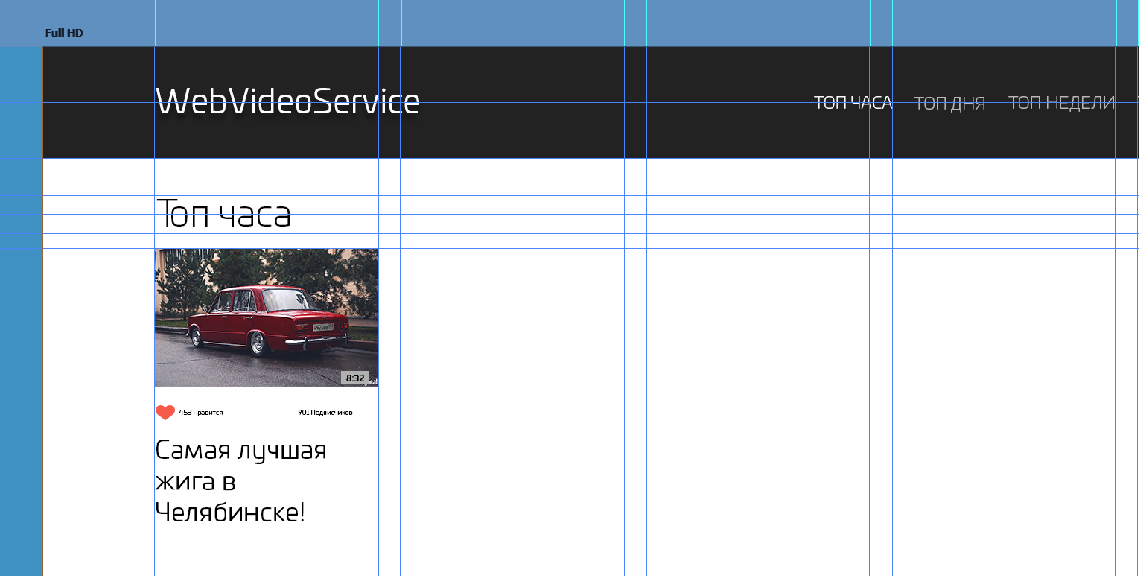 Full HD
WebVideoService
ТОП ЧАСА ТОП ДНЯ ТОП НЕДЕЛИ
Топ часа
8:32
Самая лучшая
жига в
Челябинске!